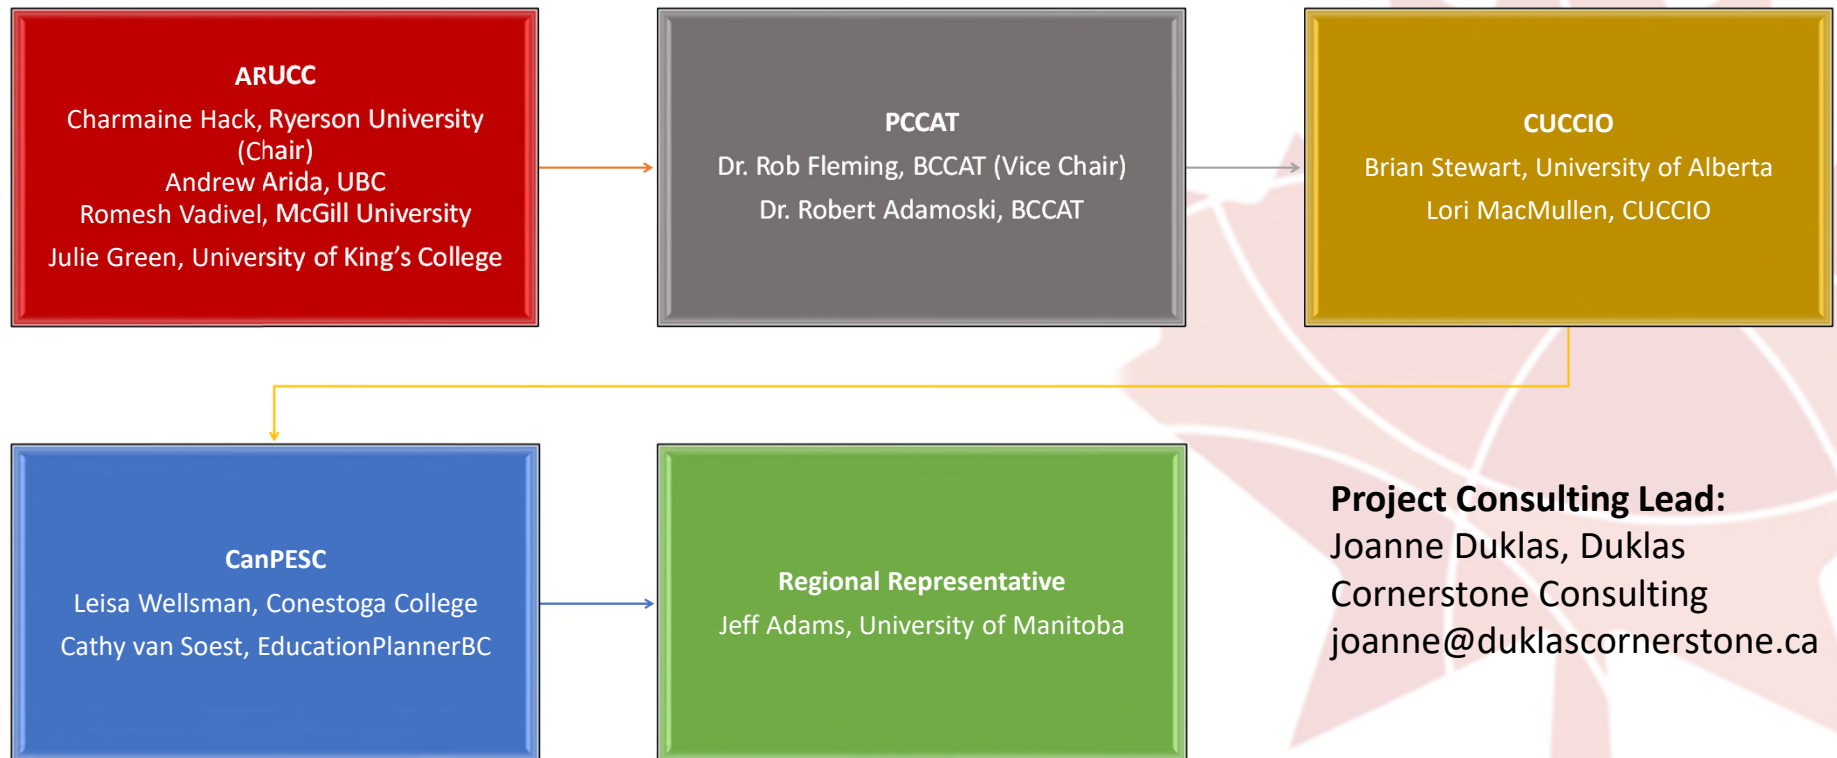 ARUCC
Charmaine Hack, Ryerson University
(Chair)
Andrew Arida, UBC
Romesh Vadivel, McGill University
Julie Green, University of King’s College
PCCAT
Dr. Rob Fleming, BCCAT (Vice Chair)
Dr. Robert Adamoski, BCCAT
CUCCIO
Brian Stewart, University of Alberta
Lori MacMullen, CUCCIO
CanPESC
Leisa Wellsman, Conestoga College
Cathy van Soest, EducationPlannerBC
Regional Representative
Jeff Adams, University of Manitoba
Project Consulting Lead:
Joanne Duklas, Duklas
Cornerstone Consulting
joanne@duklascornerstone.ca